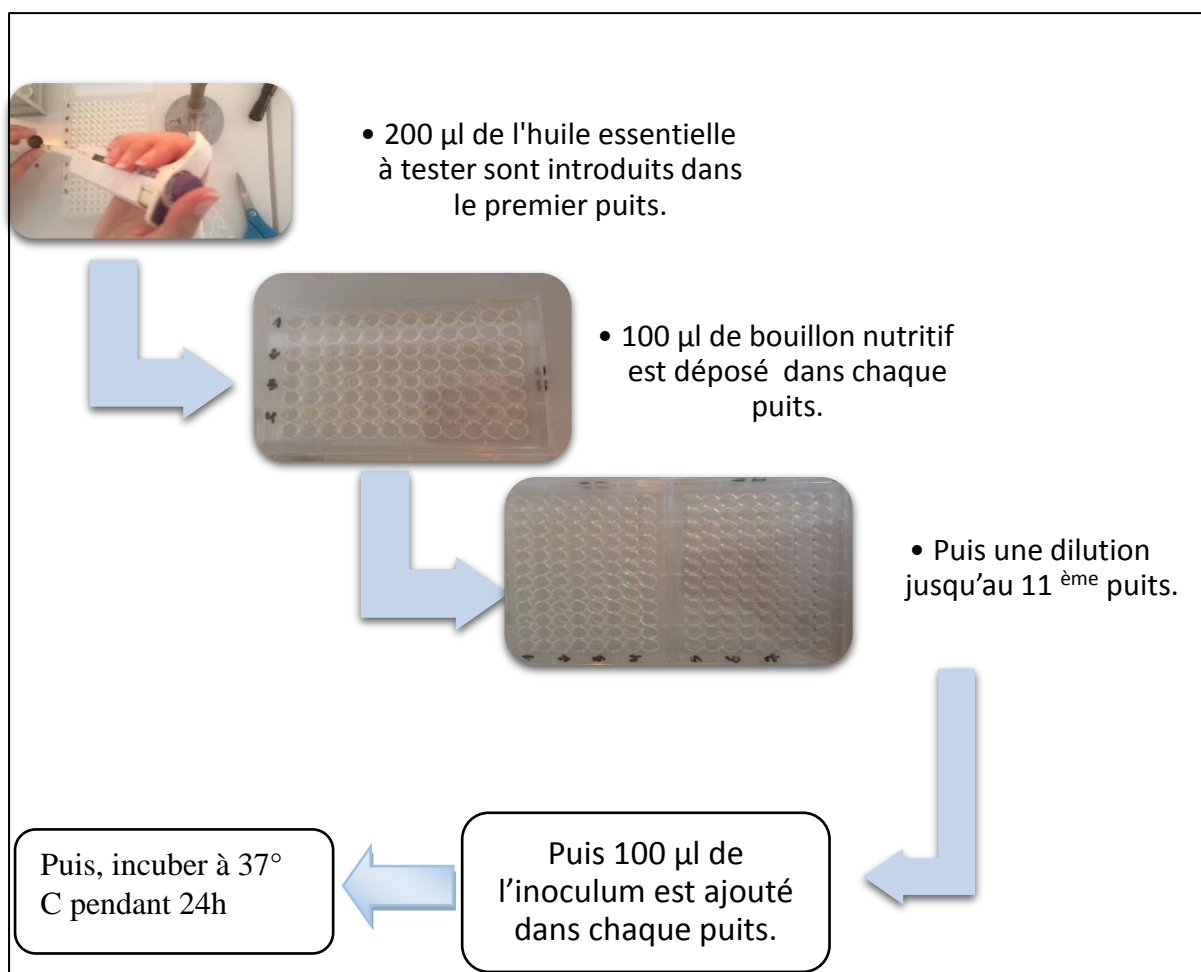 • 200 µl de l'huile essentielle
à tester sont introduits dans
le premier puits.
• 100 µl de bouillon nutritif
est déposé dans chaque
puits.
• Puis une dilution
jusqu’au 11 ème puits.
Puis 100 µl de
l’inoculum est ajouté
dans chaque puits.
Puis, incuber à 37°
C pendant 24h